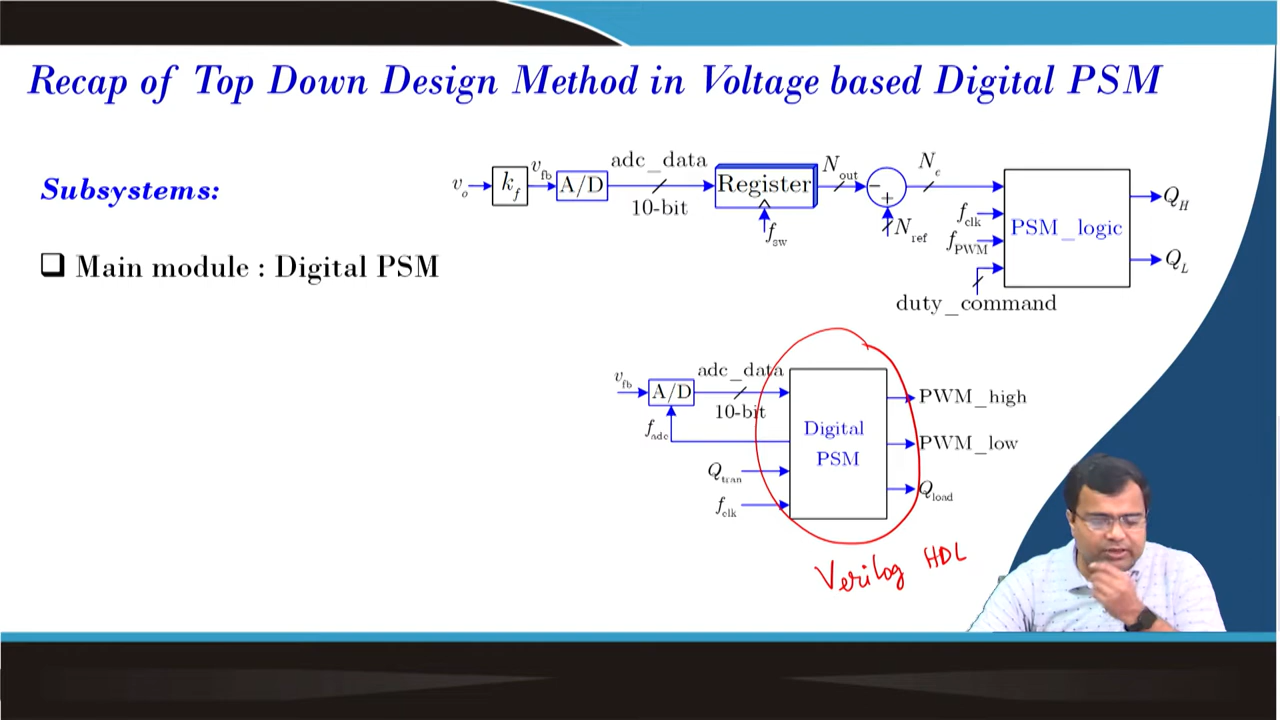 Recap of Top Down Design Method in Voltage based Digital PSM
Subsystems:
❑ Main module : Digital PSM
v_o
k_f
v_fb
A/D
adc_data
10-bit
Register
f_sw
N_out
−
+
N_ref
N_c
f_clk
f_PWM
duty_command
PSM_logic
Q_H
Q_L
v_fb
A/D
adc_data
10-bit
f_adc
Q_tran
f_clk
Digital
PSM
PWM_high
PWM_low
Q_load
Verilog HDL